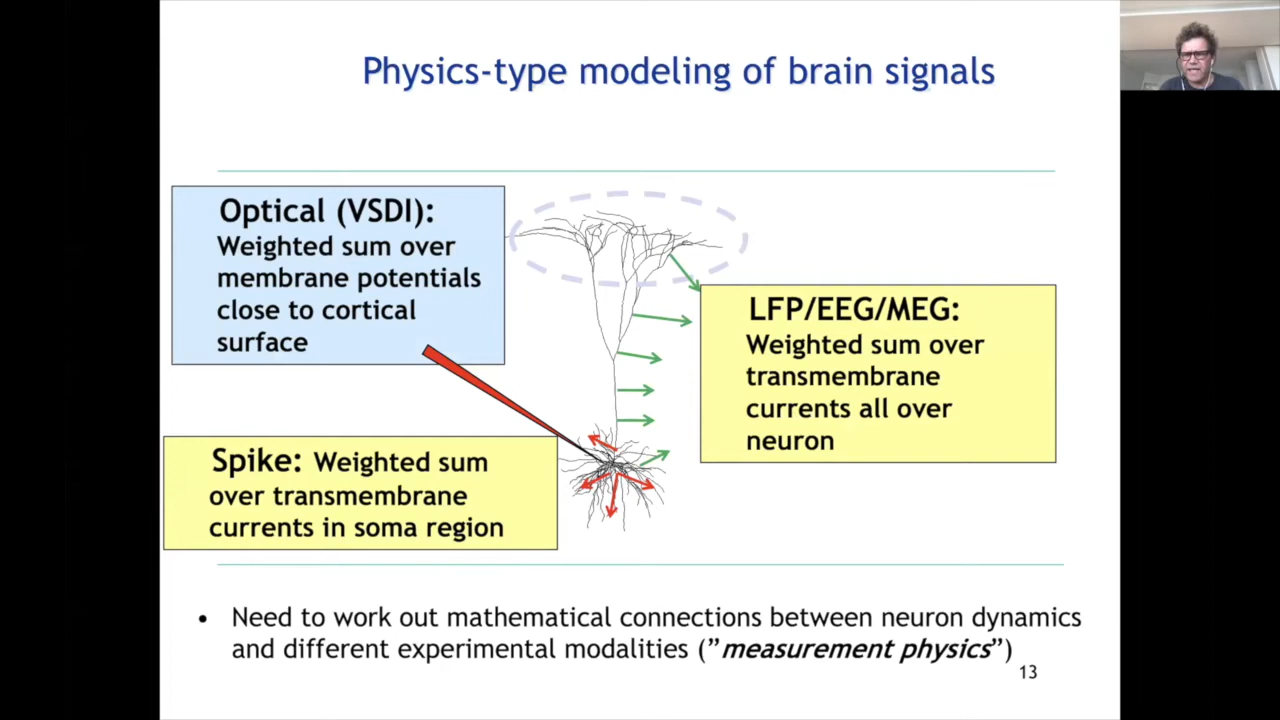 Physics-type modeling of brain signals
Optical (VSDI):
Weighted sum over
membrane potentials
close to cortical
surface
LFP/EEG/MEG:
Weighted sum over
transmembrane
currents all over
neuron
Spike: Weighted sum
over transmembrane
currents in soma region
• Need to work out mathematical connections between neuron dynamics
and different experimental modalities (”measurement physics”)
13